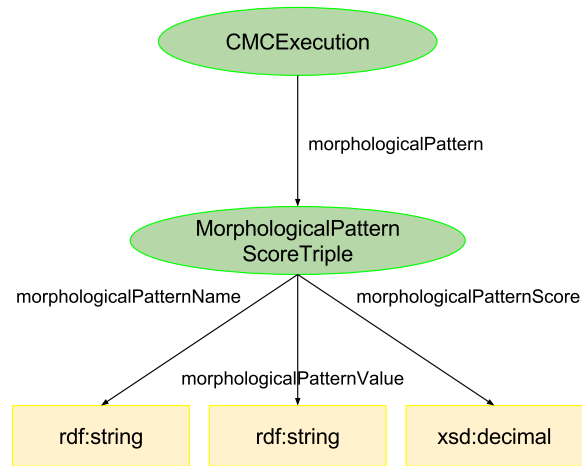 CMCExecution
morphologicalPattern
MorphologicalPattern
ScoreTriple
morphologicalPatternName
morphologicalPatternScore
morphologicalPatternValue
rdf:string
rdf:string
xsd:decimal